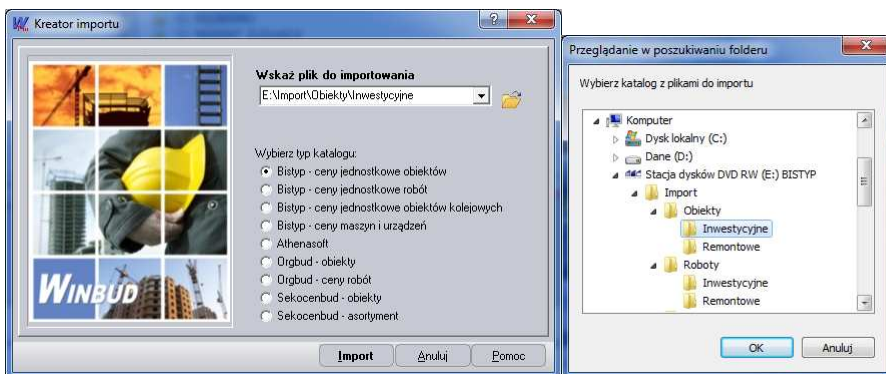 Kreator importu
Wskaż plik do importowania
E:\Import\Obiekty\Inwestycyjne
Wybierz typ katalogu:
Bistyp - ceny jednostkowe obiektów
Bistyp - ceny jednostkowe robót
Bistyp - ceny jednostkowe obiektów kolejowych
Bistyp - ceny maszyn i urządzeń
Athenasoft
Orgbud - obiekty
Orgbud - ceny robót
Sekocenbud - obiekty
Sekocenbud - asortyment
WINBUD
Import Anuluj Pomoc
Przeglądanie w poszukiwaniu folderu
Wybierz katalog z plikami do importu
Komputer
Dysk lokalny (C:)
Dane (D:)
Stacja dysków DVD RW (E:) BISTYP
Import
Obiekty
Inwestycyjne
Remontowe
Roboty
Inwestycyjne
Remontowe
OK Anuluj